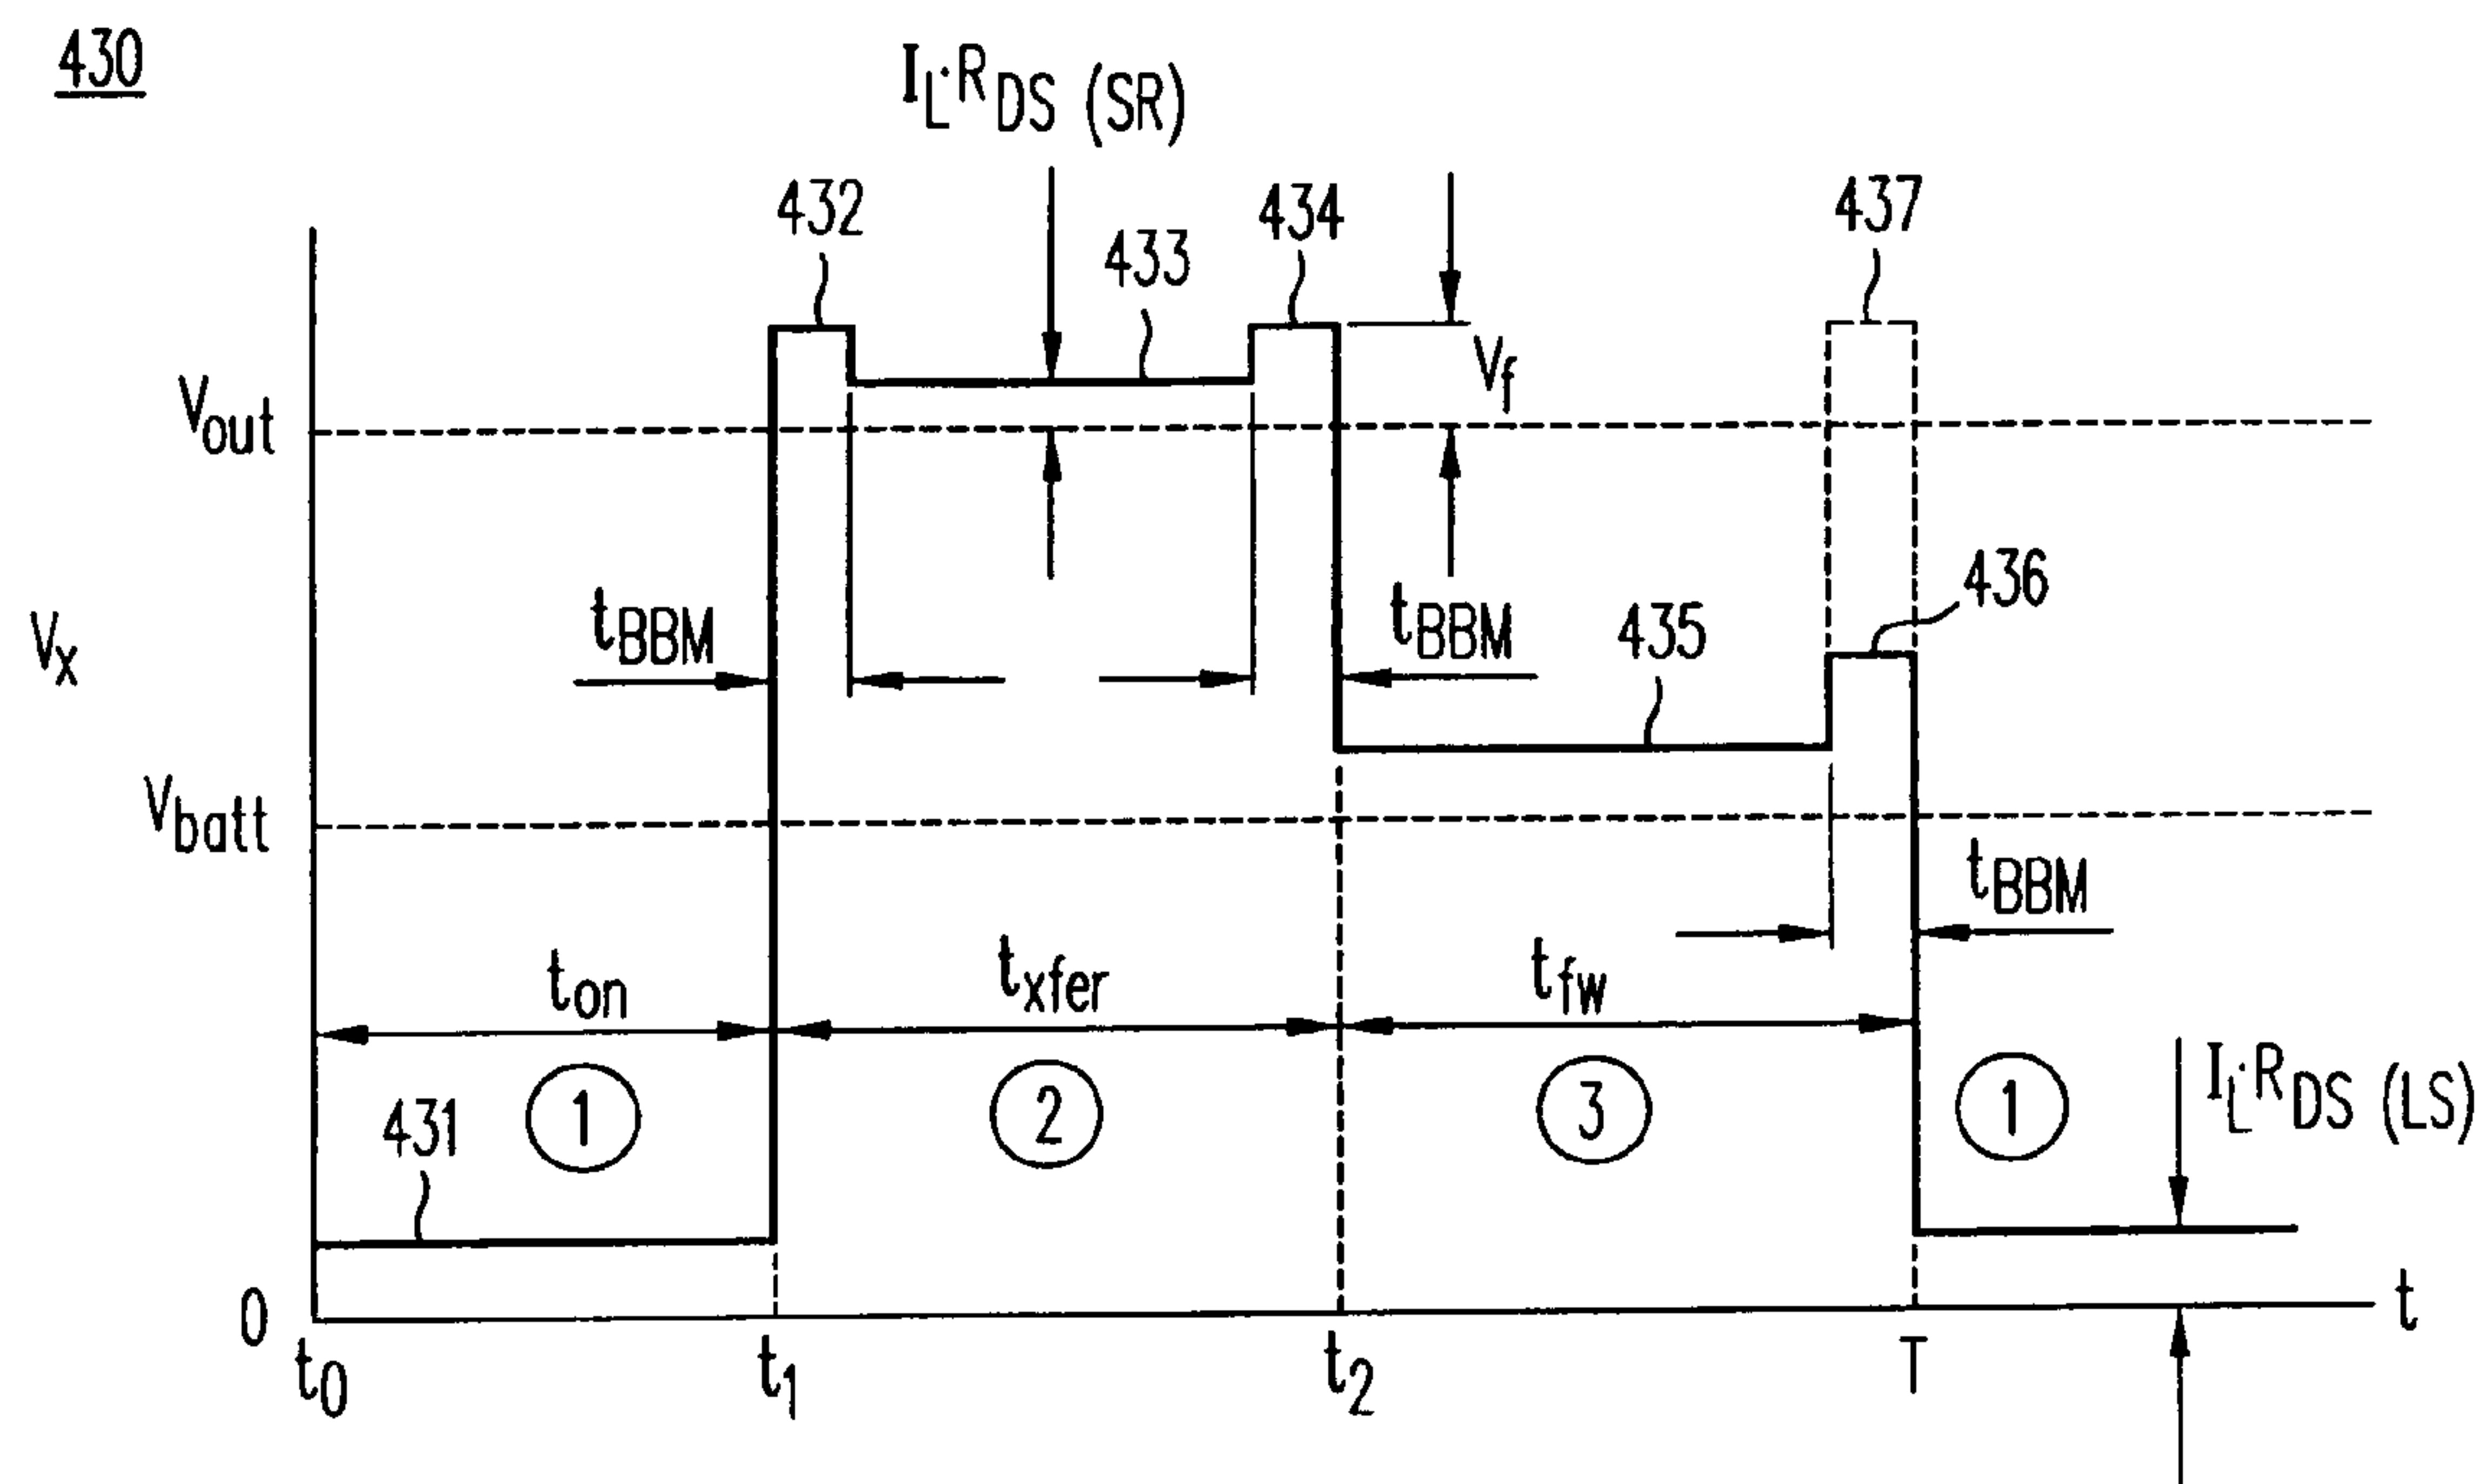 430
I_L·R_DS (SR)
432
433
434
437
V_out
V_f
436
t_BBM
t_BBM
435
V_x
V_batt
t_BBM
t_on
t_xfer
t_fw
431
1
2
3
1
I_L·R_DS (LS)
0
t
t_0
t_1
t_2
T